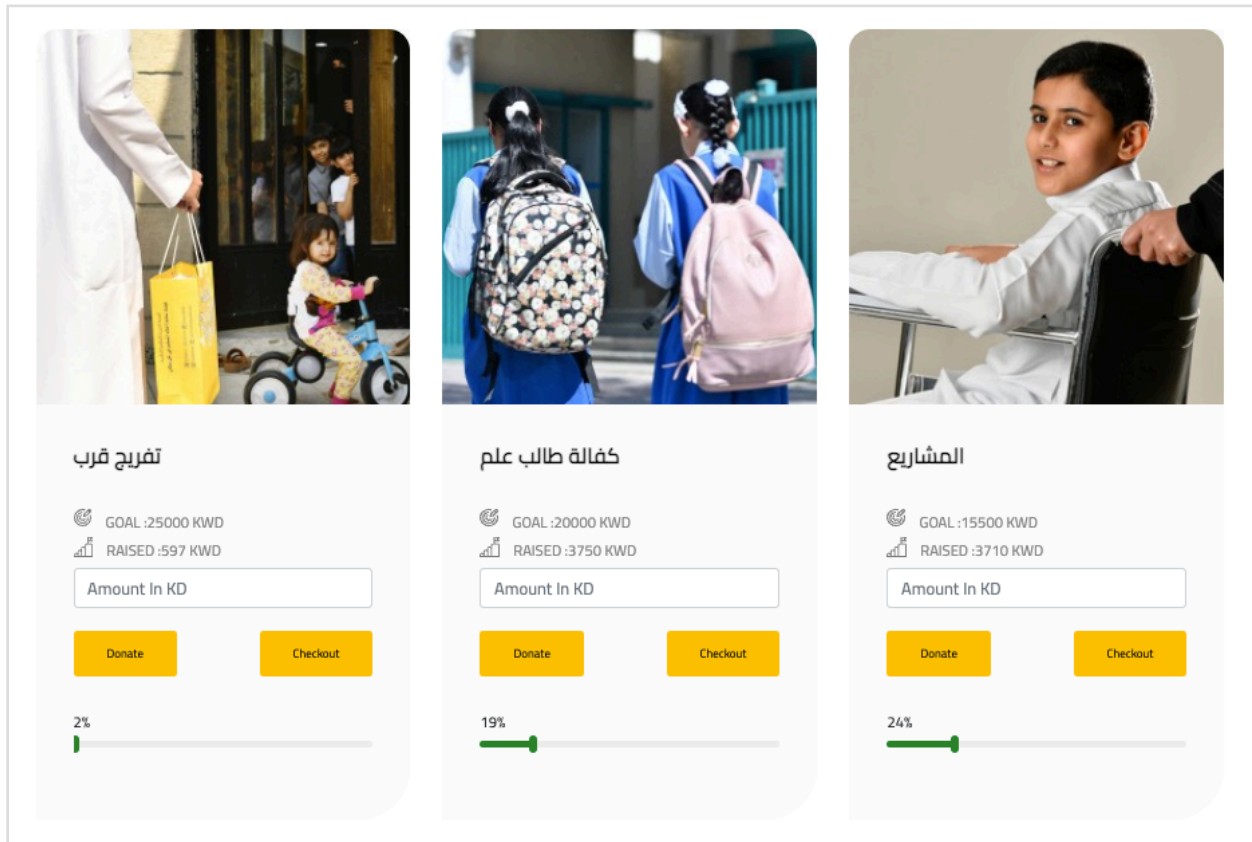 تفريج قرب
GOAL :25000 KWD
RAISED :597 KWD
Amount In KD
Donate
Checkout
2%
كفالة طالب علم
GOAL :20000 KWD
RAISED :3750 KWD
Amount In KD
Donate
Checkout
19%
المشاريع
GOAL :15500 KWD
RAISED :3710 KWD
Amount In KD
Donate
Checkout
24%